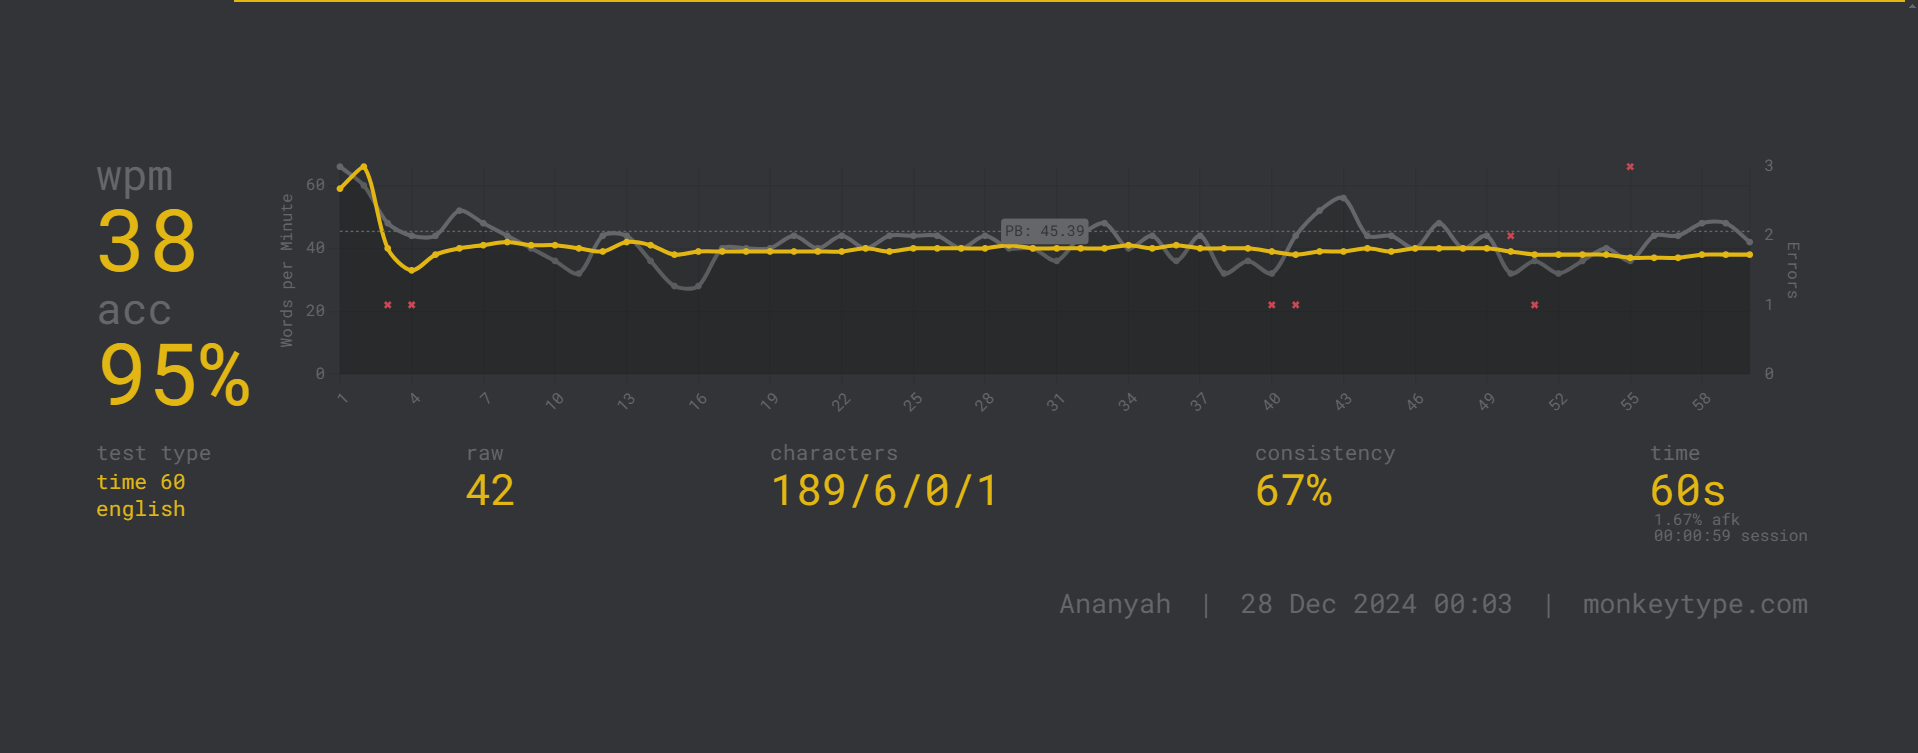 wpm
38
acc
95%
Words per Minute
60
40
20
0
PB: 45.39
3
2
1
0
Errors
1 4 7 10 13 16 19 22 25 28 31 34 37 40 43 46 49 52 55 58
test type
time 60
english
raw
42
characters
189/6/0/1
consistency
67%
time
60s
1.67% afk
00:00:59 session
Ananyah | 28 Dec 2024 00:03 | monkeytype.com